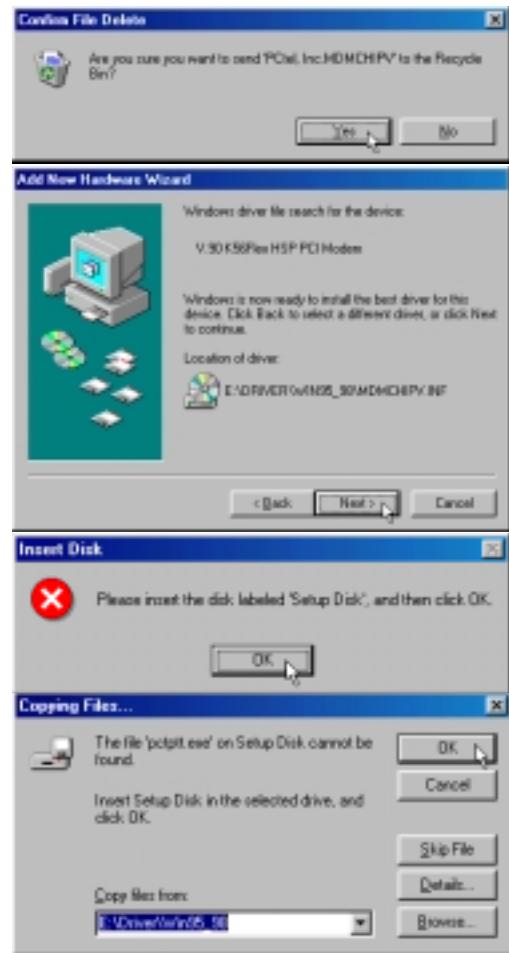 Confirm File Delete
Are you sure you want to send 'PCtel, Inc.MDMCHIPV' to the Recycle
Bin?
Yes
No
Add New Hardware Wizard
Windows driver file search for the device:
V.90 K56Flex HSP PCI Modem
Windows is now ready to install the best driver for this
device. Click Back to select a different driver, or click Next
to continue.
Location of driver:
E:\DRIVER\WIN95_98\MDMCHIPV.INF
< Back
Next >
Cancel
Insert Disk
Please insert the disk labeled 'Setup Disk', and then click OK.
OK
Copying Files...
The file 'pctptt.exe' on Setup Disk cannot be
found.
OK
Cancel
Insert Setup Disk in the selected drive, and
click OK.
Skip File
Details...
Copy files from:
E:\Driver\Win95_98
Browse...